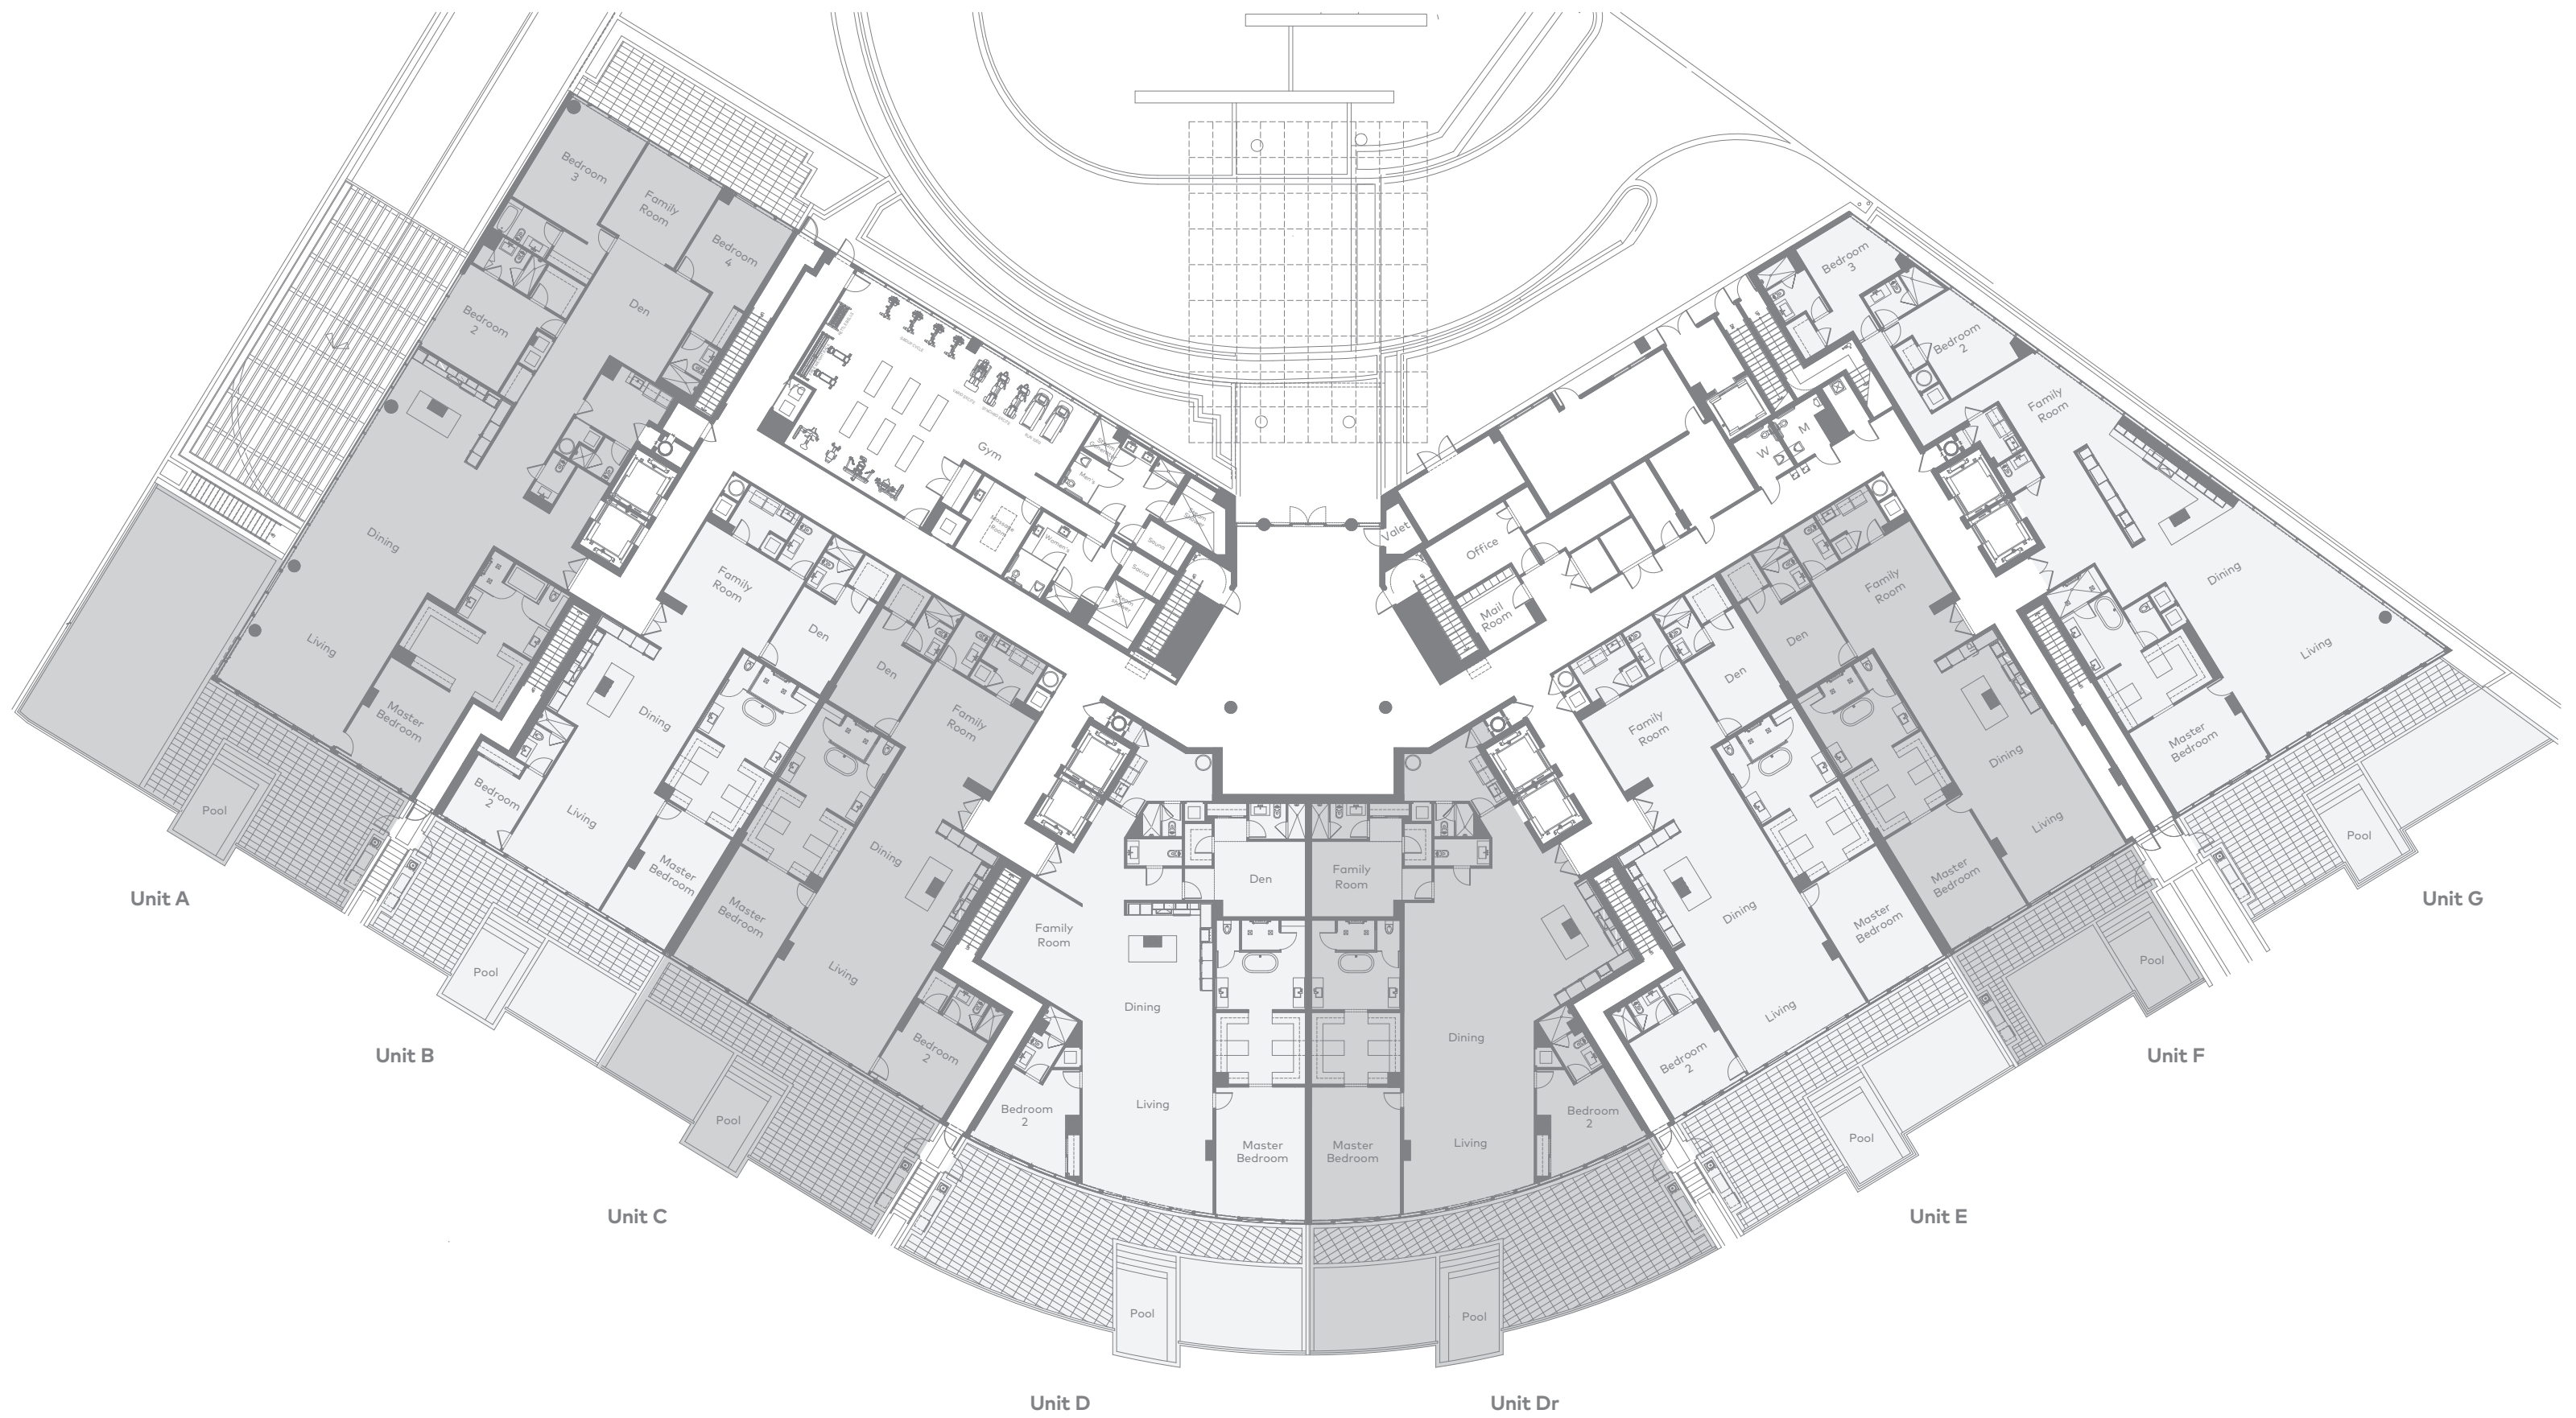 Bedroom
3
Family
Room
Bedroom
4
Den
Bedroom
2
Dining
Living
Master
Bedroom
Pool
Unit A
Gym
Men's
Massage
Room
Women's
Sauna
Sauna
Steam
Shower
Valet
Office
Mail
Room
W
M
Family
Room
Den
Dining
Living
Bedroom
2
Master
Bedroom
Pool
Unit B
Den
Family
Room
Dining
Master
Bedroom
Living
Bedroom
2
Pool
Unit C
Den
Family
Room
Dining
Living
Bedroom
2
Master
Bedroom
Pool
Unit D
Family
Room
Dining
Living
Master
Bedroom
Bedroom
2
Pool
Unit Dr
Family
Room
Den
Dining
Living
Master
Bedroom
Bedroom
2
Pool
Unit E
Family
Room
Den
Dining
Living
Master
Bedroom
Pool
Unit F
Bedroom
3
Bedroom
2
Family
Room
Dining
Living
Master
Bedroom
Pool
Unit G